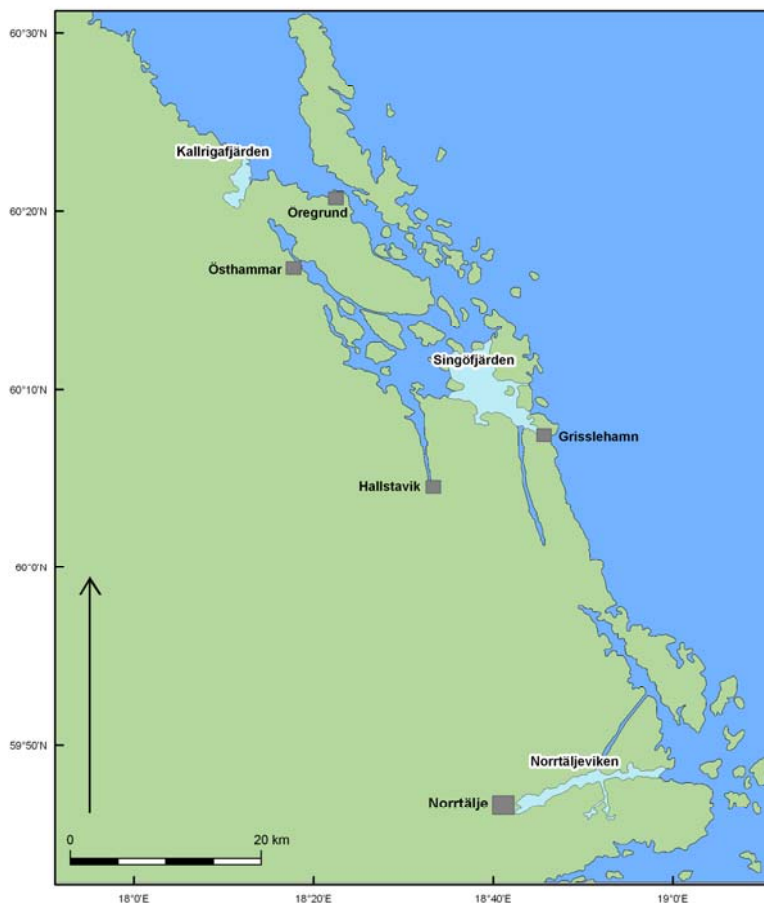 60°30'N
Kallrigafjärden
60°20'N
Öregrund
Östhammar
Singöfjärden
60°10'N
Grisslehamn
Hallstavik
60°0'N
59°50'N
Norrtäljeviken
Norrtälje
0 20 km
18°0'E 18°20'E 18°40'E 19°0'E